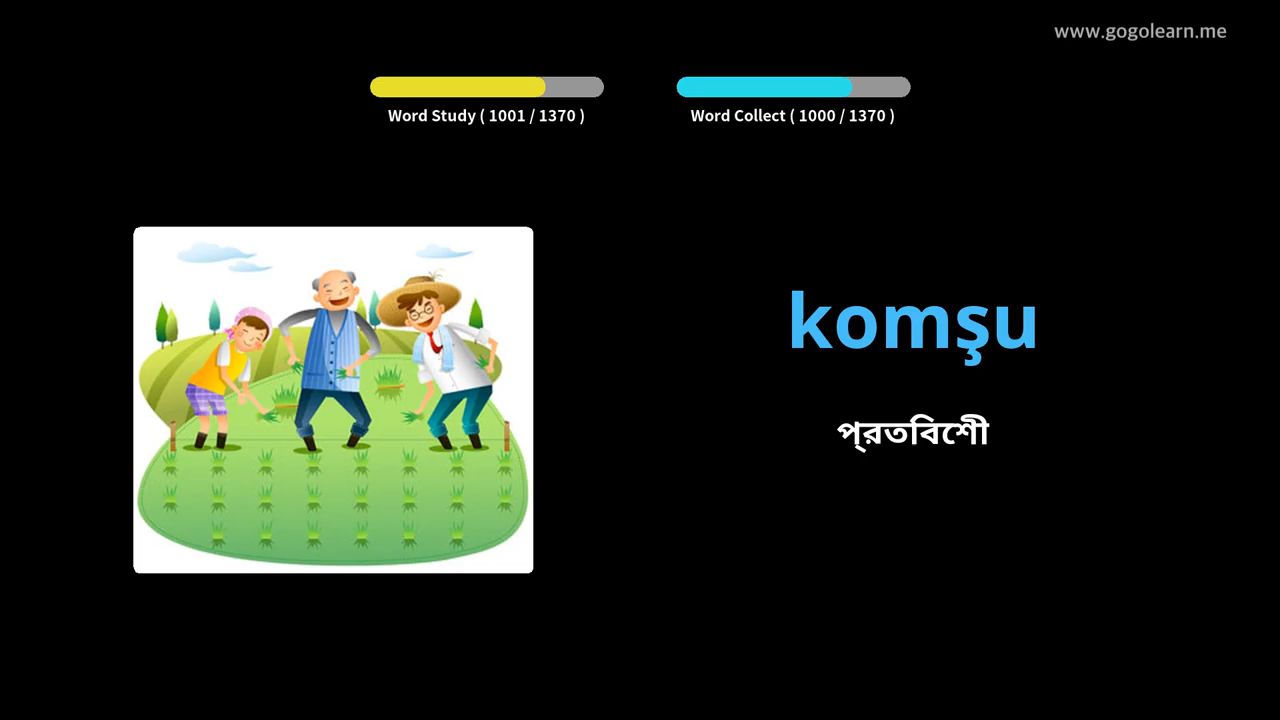 www.gogolearn.me
Word Study ( 1001 / 1370 )
Word Collect ( 1000 / 1370 )
komşu
প্রতিবেশী